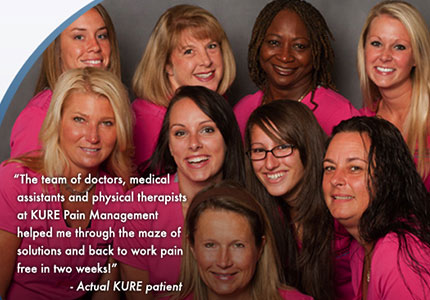 “The team of doctors, medical
assistants and physical therapists
at KURE Pain Management
helped me through the maze of
solutions and back to work pain
free in two weeks!”
- Actual KURE patient